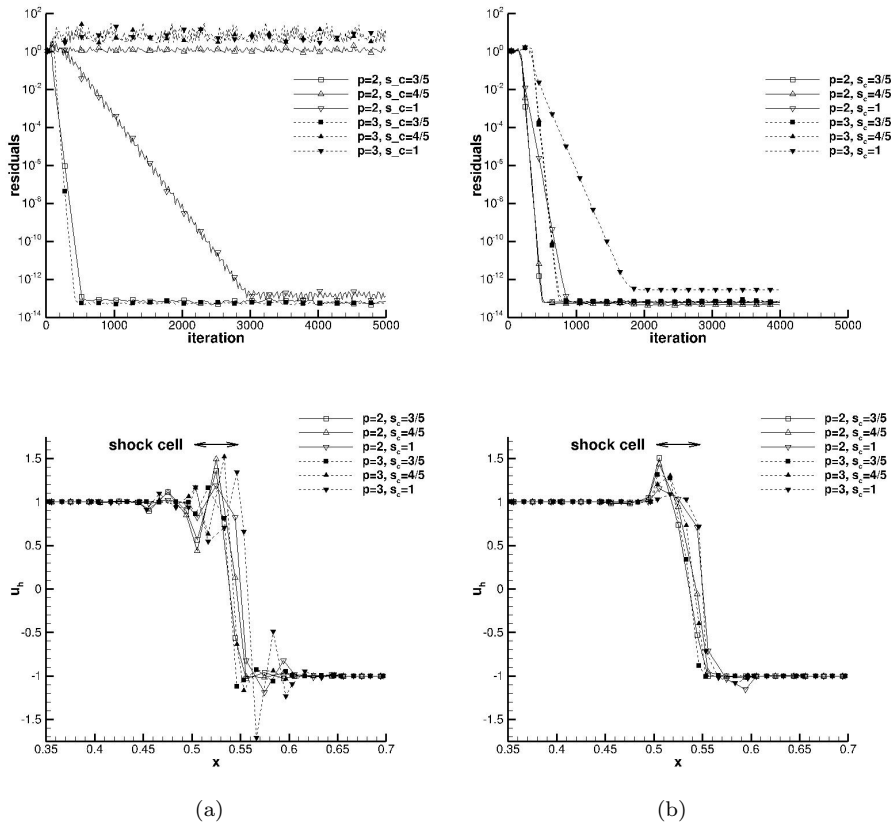 10^2
10^0
10^-2
10^-4
10^-6
10^-8
10^-10
10^-12
10^-14
residuals
0 1000 2000 3000 4000 5000
iteration
p=2, s_c=3/5
p=2, s_c=4/5
p=2, s_c=1
p=3, s_c=3/5
p=3, s_c=4/5
p=3, s_c=1
10^2
10^0
10^-2
10^-4
10^-6
10^-8
10^-10
10^-12
10^-14
residuals
0 1000 2000 3000 4000 5000
iteration
p=2, s_c=3/5
p=2, s_c=4/5
p=2, s_c=1
p=3, s_c=3/5
p=3, s_c=4/5
p=3, s_c=1
1.5
1
0.5
0
-0.5
-1
-1.5
u_h
0.35 0.4 0.45 0.5 0.55 0.6 0.65 0.7
x
shock cell
p=2, s_c=3/5
p=2, s_c=4/5
p=2, s_c=1
p=3, s_c=3/5
p=3, s_c=4/5
p=3, s_c=1
1.5
1
0.5
0
-0.5
-1
-1.5
u_h
0.35 0.4 0.45 0.5 0.55 0.6 0.65 0.7
x
shock cell
p=2, s_c=3/5
p=2, s_c=4/5
p=2, s_c=1
p=3, s_c=3/5
p=3, s_c=4/5
p=3, s_c=1
(a)
(b)